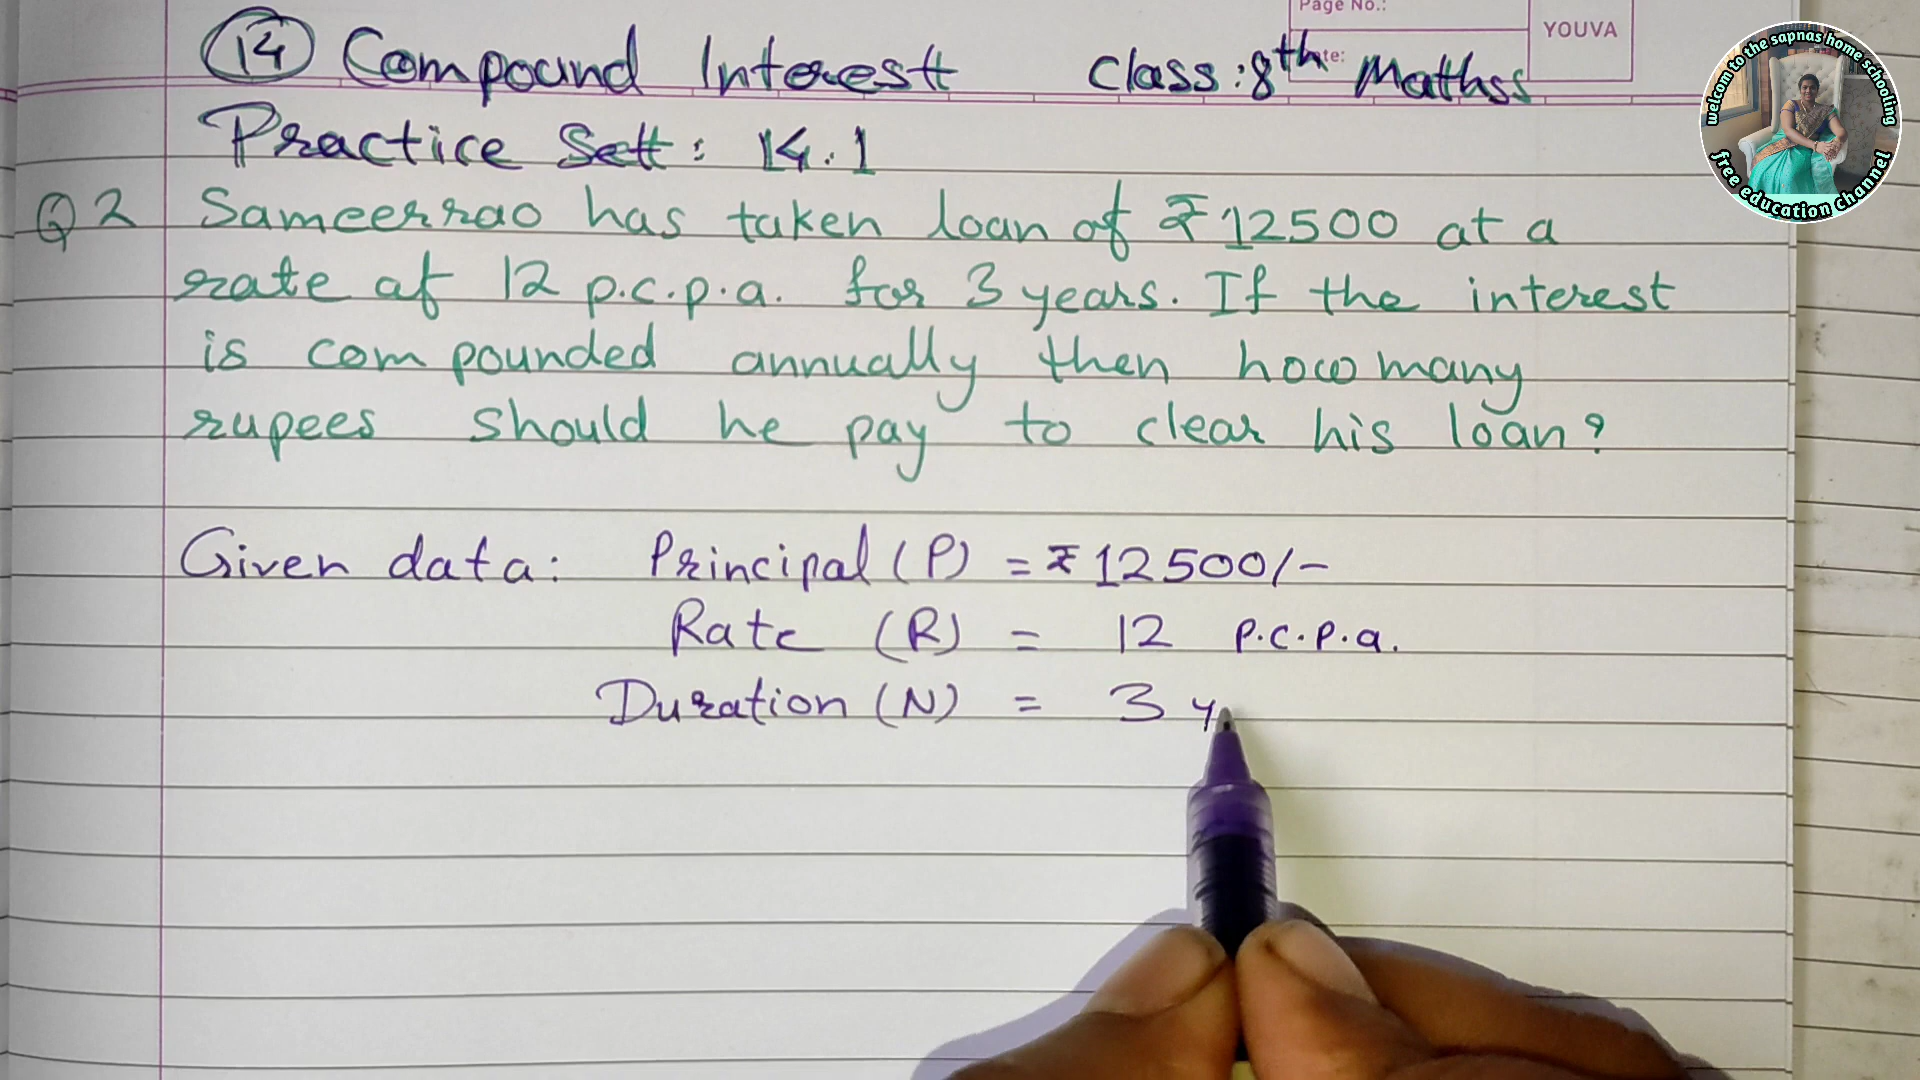 Page No.:
YOUVA
14 Compound Interest Class:8th Mathss
Practice Set: 14.1
Q2 Sameerrao has taken loan of ₹12500 at a
rate of 12 p.c.p.a. for 3 years. If the interest
is compounded annually then how many
rupees should he pay to clear his loan?
Given data: Principal (P) = ₹12500/-
Rate (R) = 12 p.c.p.a.
Duration (N) = 3 y
welcom to the sapnas home schooling
free education channel